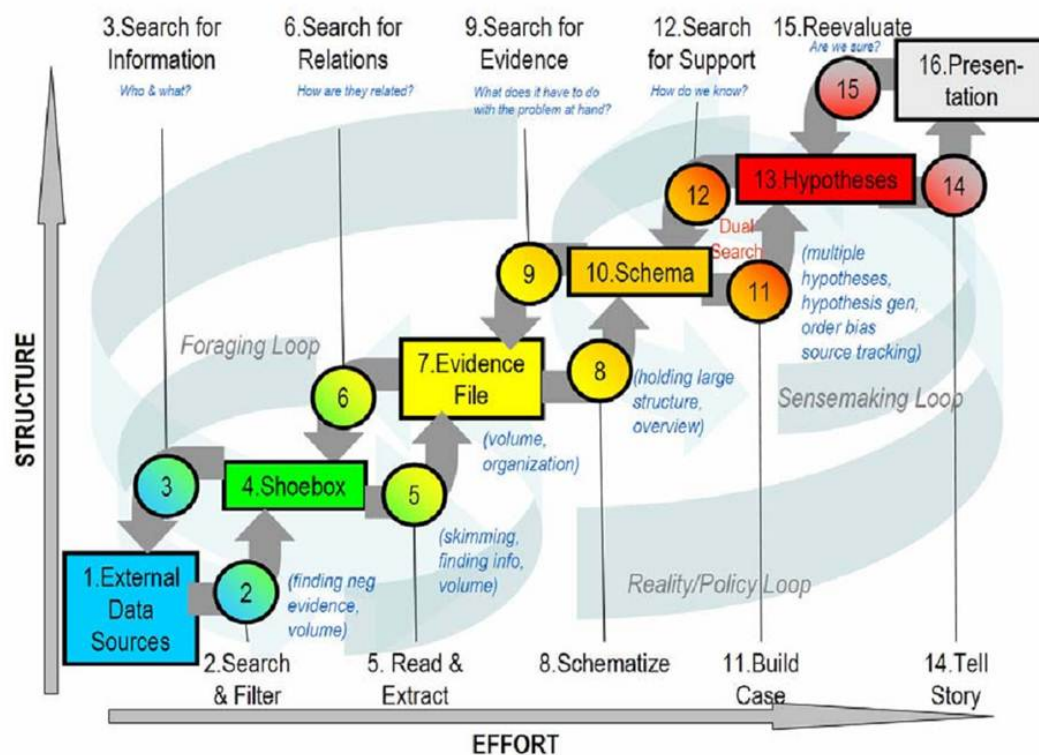 3.Search for
Information
Who & what?
6.Search for
Relations
How are they related?
9.Search for
Evidence
What does it have to do
with the problem at hand?
12.Search
for Support
How do we know?
15.Reevaluate
Are we sure?
16.Presen-
tation
15
13.Hypotheses
12
14
Dual
Search
9
10.Schema
11
(multiple
hypotheses,
hypothesis gen,
order bias
source tracking)
Foraging Loop
7.Evidence
File
6
8
(holding large
structure,
overview)
Sensemaking Loop
(volume,
organization)
3
4.Shoebox
5
(skimming,
finding info,
volume)
1.External
Data
Sources
2
(finding neg
evidence,
volume)
Reality/Policy Loop
2.Search
& Filter
5. Read &
Extract
8.Schematize
11.Build
Case
14.Tell
Story
STRUCTURE
EFFORT